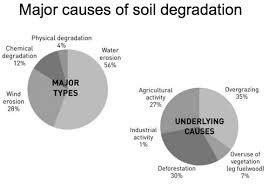 Major causes of soil degradation
Physical degradation
4%
Chemical
degradation
12%
Water
erosion
56%
Wind
erosion
28%
MAJOR
TYPES
Agricultural
activity
27%
Overgrazing
35%
Industrial
activity
1%
UNDERLYING
CAUSES
Deforestation
30%
Overuse of
vegetation
(eg fuelwood)
7%